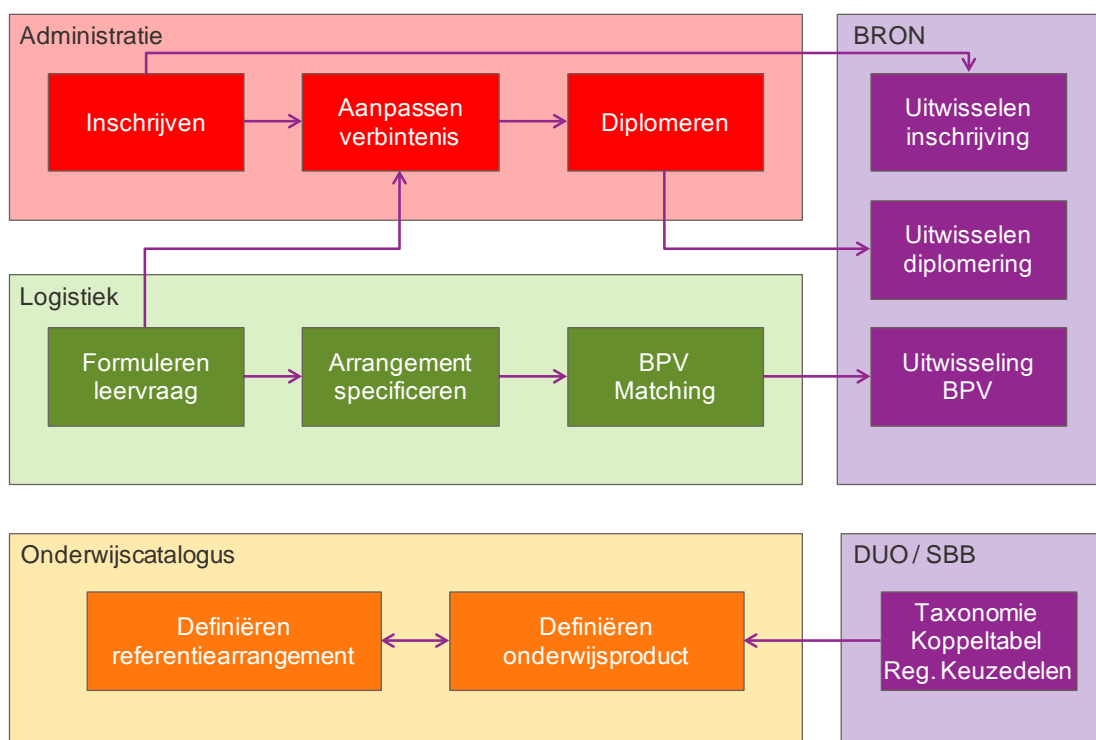 Administratie
Inschrijven
Aanpassen
verbintenis
Diplomeren
BRON
Uitwisselen
inschrijving
Uitwisselen
diplomering
Uitwisseling
BPV
Logistiek
Formuleren
leervraag
Arrangement
specificeren
BPV
Matching
Onderwijscatalogus
Definiëren
referentiearrangement
Definiëren
onderwijsproduct
DUO / SBB
Taxonomie
Koppeltabel
Reg. Keuzedelen